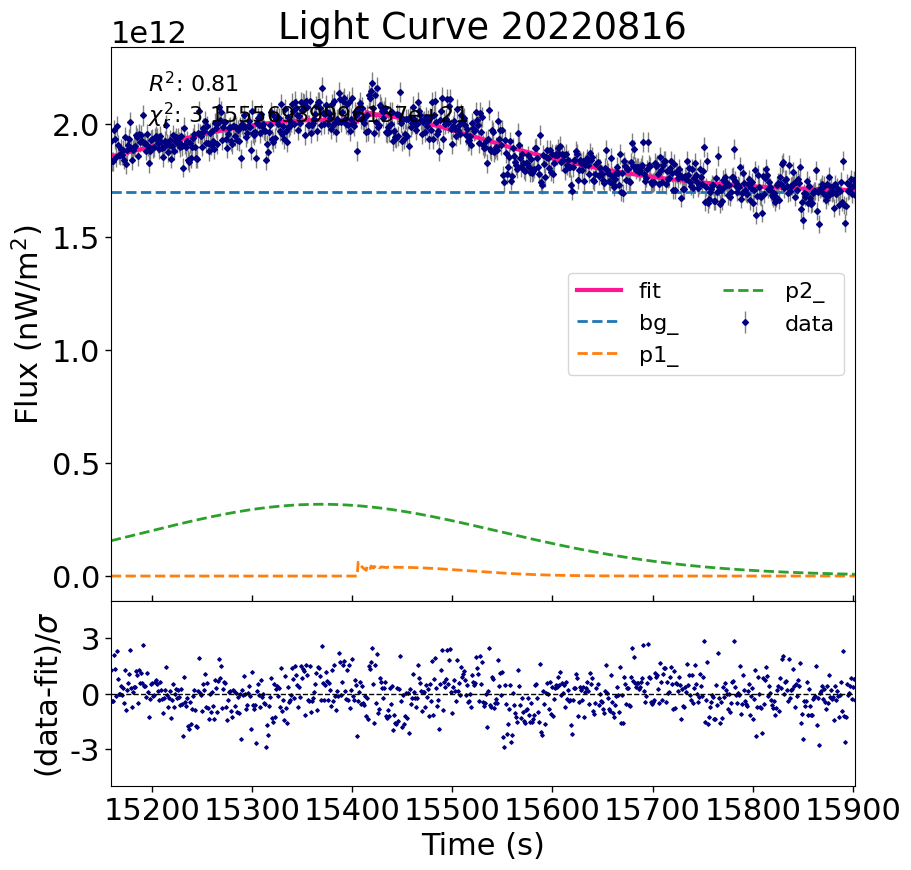 Light Curve 20220816
1e12
R²: 0.81
2.0
1.5
1.0
0.5
0.0
Flux (nW/m²)
fit
bg_
p1_
p2_
data
3
0
-3
(data-fit)/σ
15200 15300 15400 15500 15600 15700 15800 15900
Time (s)